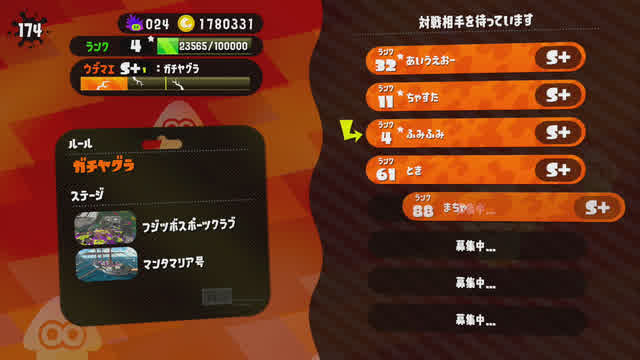 174
024
1780331
ランク 4 23565/100000
ウデマエ S+1 : ガチヤグラ
ルール
ガチヤグラ
ステージ
フジツボスポーツクラブ
マンタマリア号
対戦相手を待っています
ランク 32 あいうえおー S+
ランク 11 ちゃすた S+
ランク 4 ふみふみ S+
ランク 61 とき S+
ランク 88 まちゃ S+
募集中...
募集中...
募集中...